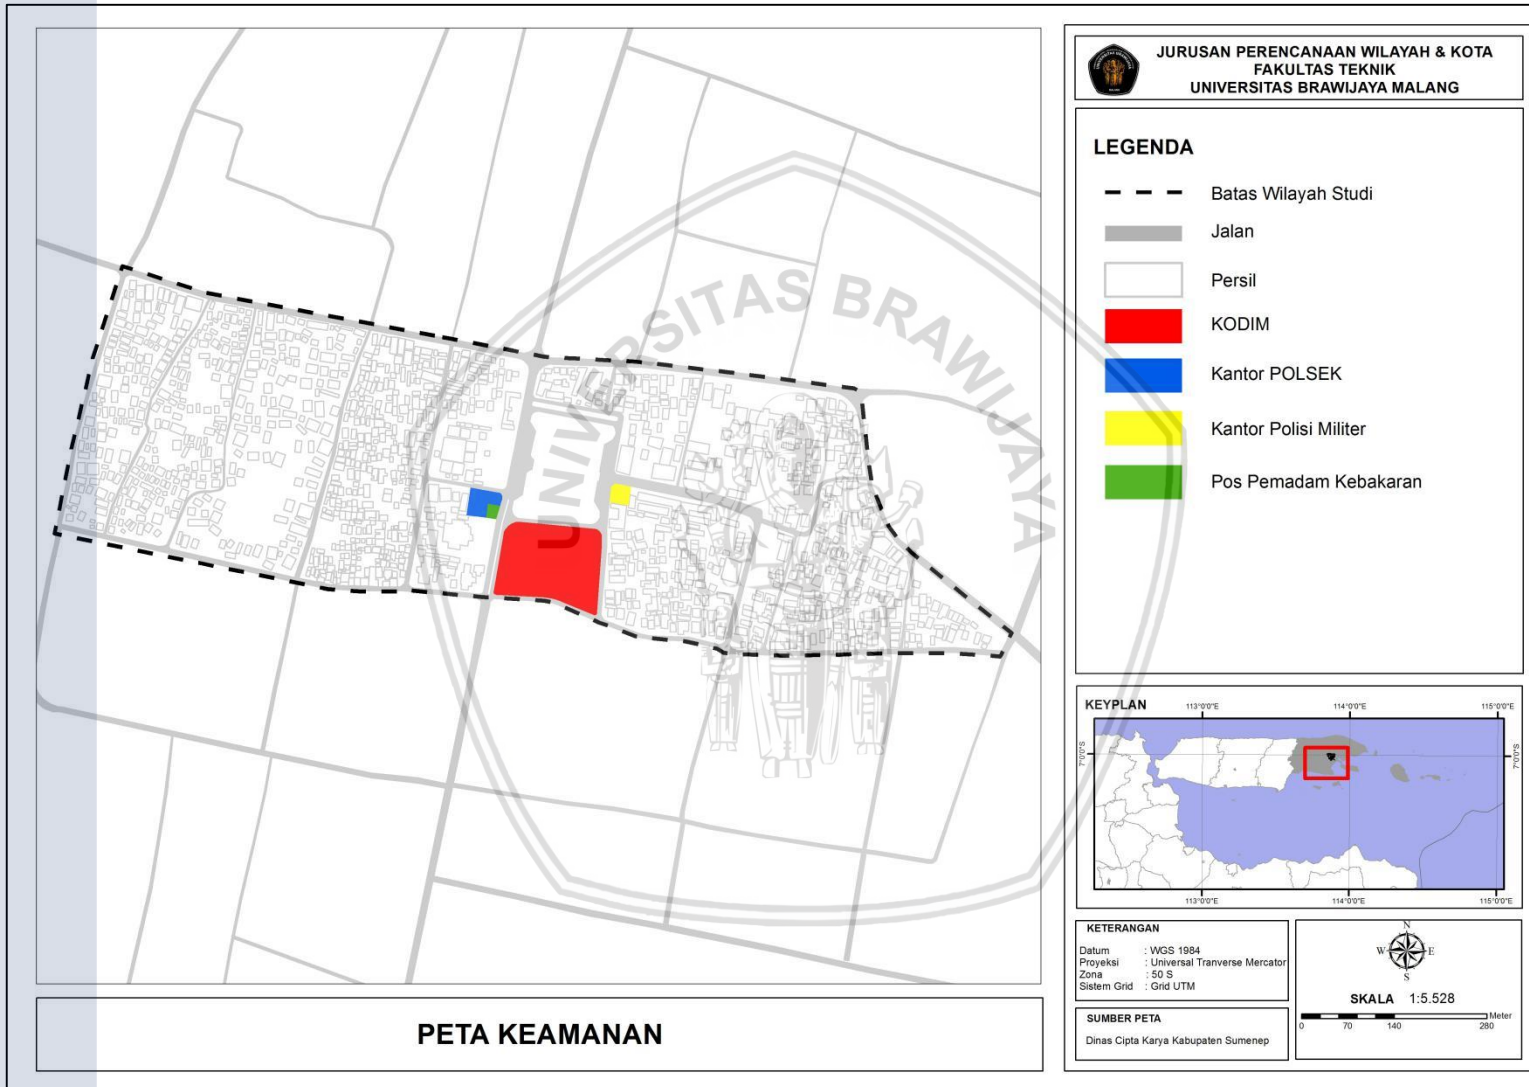 JURUSAN PERENCANAAN WILAYAH & KOTA
FAKULTAS TEKNIK
UNIVERSITAS BRAWIJAYA MALANG
LEGENDA
Batas Wilayah Studi
Jalan
Persil
KODIM
Kantor POLSEK
Kantor Polisi Militer
Pos Pemadam Kebakaran
UNIVERSITAS BRAWIJAYA
KEYPLAN
113°0'0"E 114°0'0"E 115°0'0"E
7°0'0"S 7°0'0"S
113°0'0"E 114°0'0"E 115°0'0"E
KETERANGAN
Datum : WGS 1984
Proyeksi : Universal Tranverse Mercator
Zona : 50 S
Sistem Grid : Grid UTM
N
W E
S
SKALA 1:5.528
Meter
0 70 140 280
SUMBER PETA
Dinas Cipta Karya Kabupaten Sumenep
PETA KEAMANAN